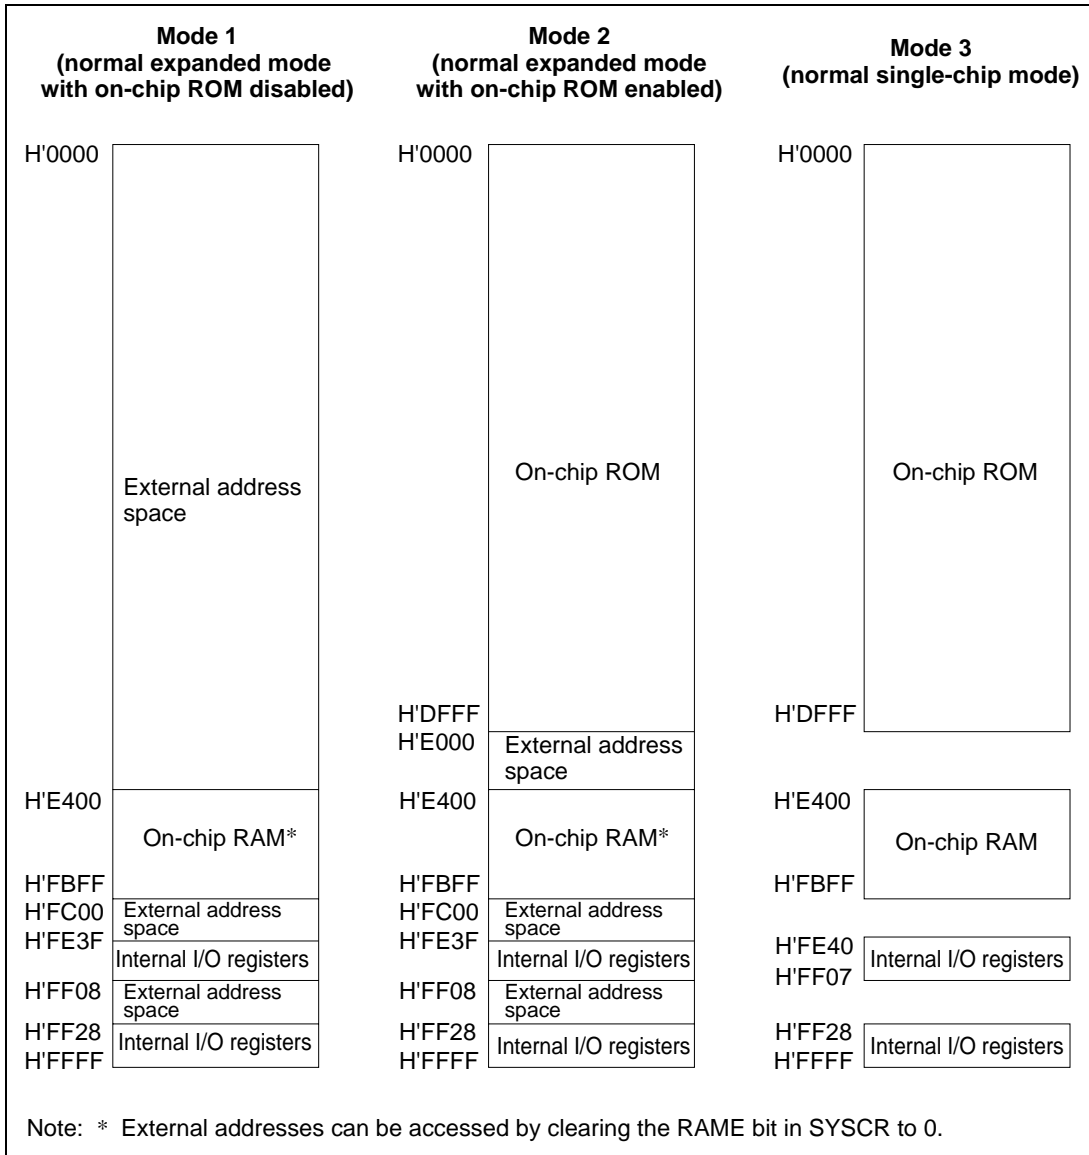 Mode 1
(normal expanded mode
with on-chip ROM disabled)
H'0000
External address
space
H'E400
On-chip RAM*
H'FBFF
H'FC00
External address
space
H'FE3F
Internal I/O registers
H'FF08
External address
space
H'FF28
Internal I/O registers
H'FFFF
Mode 2
(normal expanded mode
with on-chip ROM enabled)
H'0000
On-chip ROM
H'DFFF
H'E000
External address
space
H'E400
On-chip RAM*
H'FBFF
H'FC00
External address
space
H'FE3F
Internal I/O registers
H'FF08
External address
space
H'FF28
Internal I/O registers
H'FFFF
Mode 3
(normal single-chip mode)
H'0000
On-chip ROM
H'DFFF
H'E400
On-chip RAM
H'FBFF
H'FE40
Internal I/O registers
H'FF07
H'FF28
Internal I/O registers
H'FFFF
Note: * External addresses can be accessed by clearing the RAME bit in SYSCR to 0.